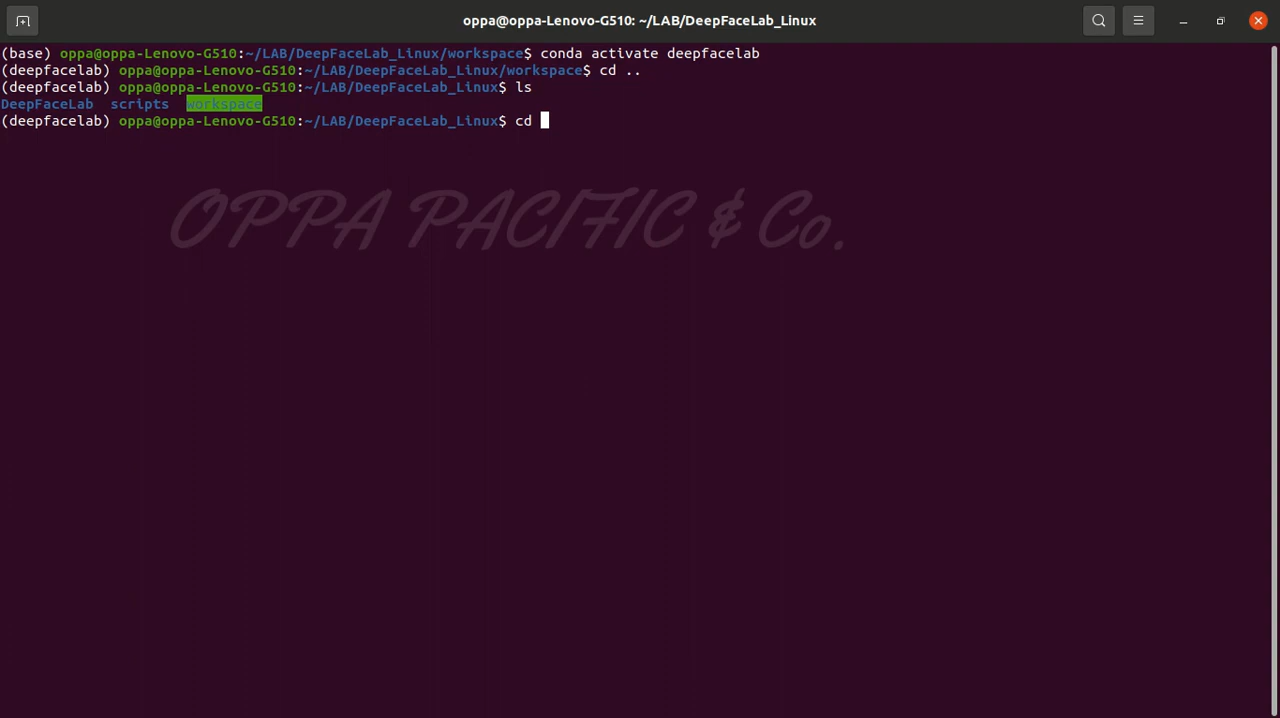 oppa@oppa-Lenovo-G510: ~/LAB/DeepFaceLab_Linux
(base) oppa@oppa-Lenovo-G510:~/LAB/DeepFaceLab_Linux/workspace$ conda activate deepfacelab
(deepfacelab) oppa@oppa-Lenovo-G510:~/LAB/DeepFaceLab_Linux/workspace$ cd ..
(deepfacelab) oppa@oppa-Lenovo-G510:~/LAB/DeepFaceLab_Linux$ ls
DeepFaceLab scripts workspace
(deepfacelab) oppa@oppa-Lenovo-G510:~/LAB/DeepFaceLab_Linux$ cd
OPPA PACIFIC & Co.